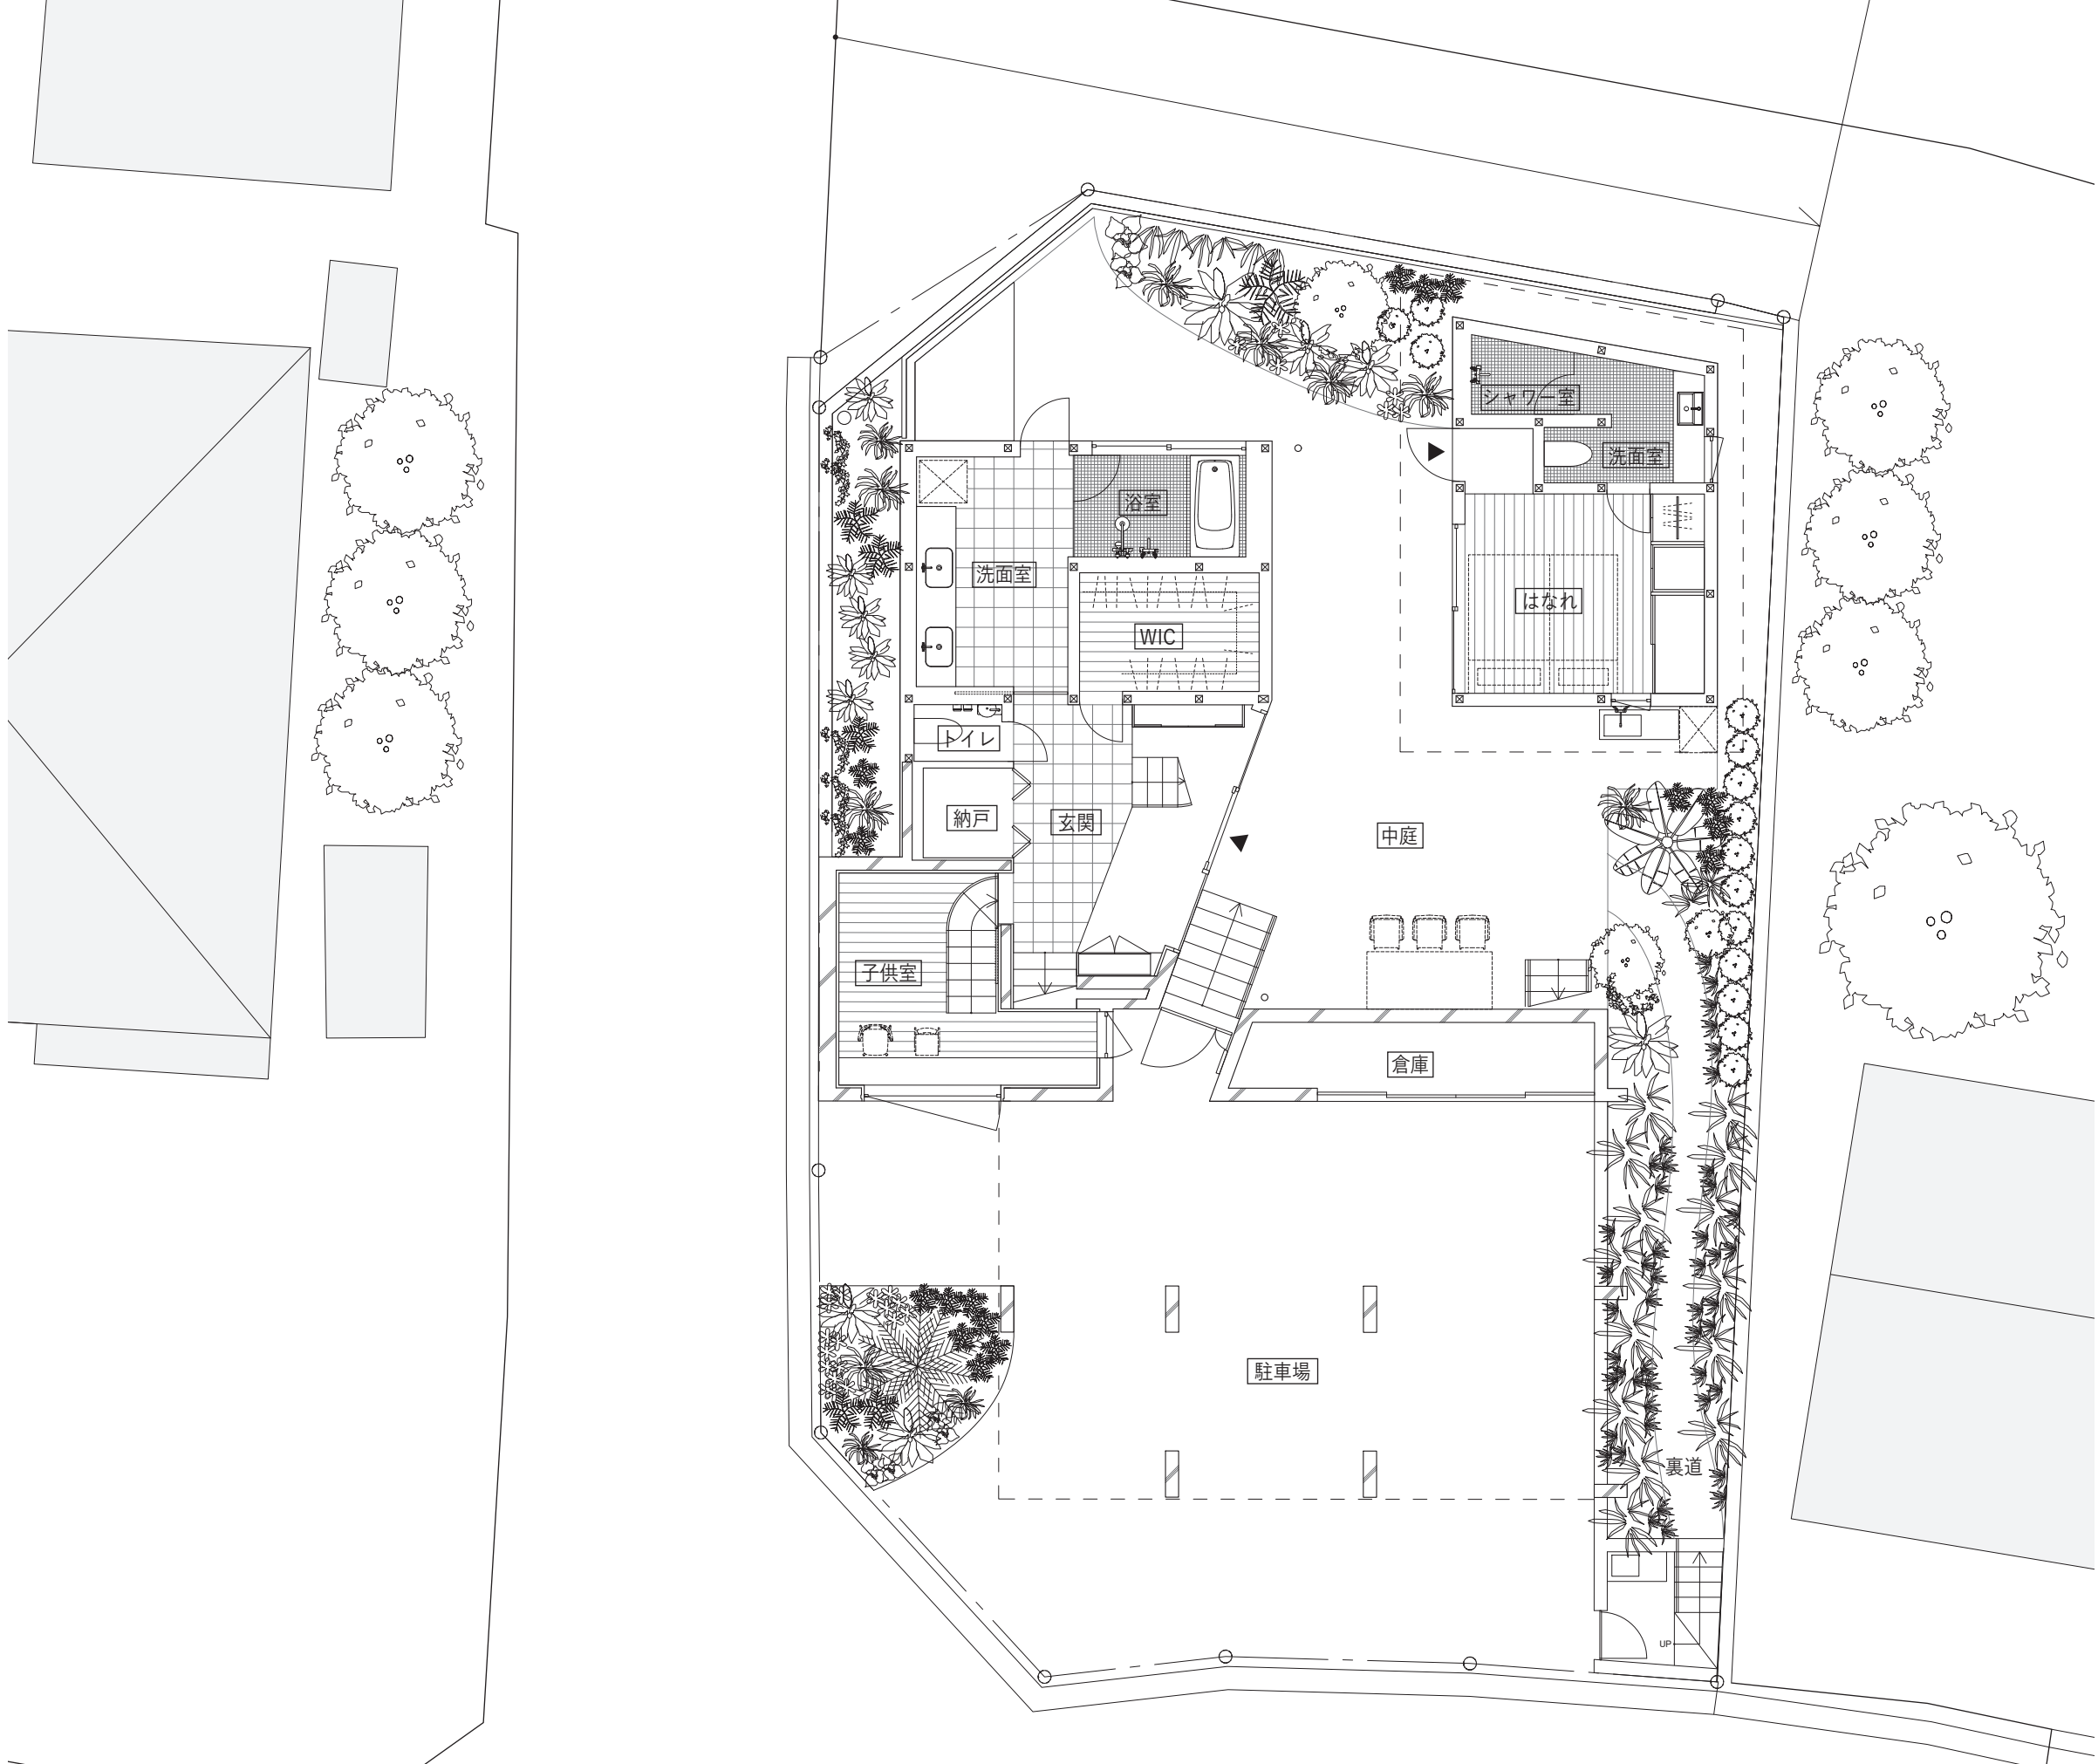 シャワー室
洗面室
浴室
洗面室
はなれ
WIC
トイレ
納戸
玄関
中庭
子供室
倉庫
駐車場
裏道
UP